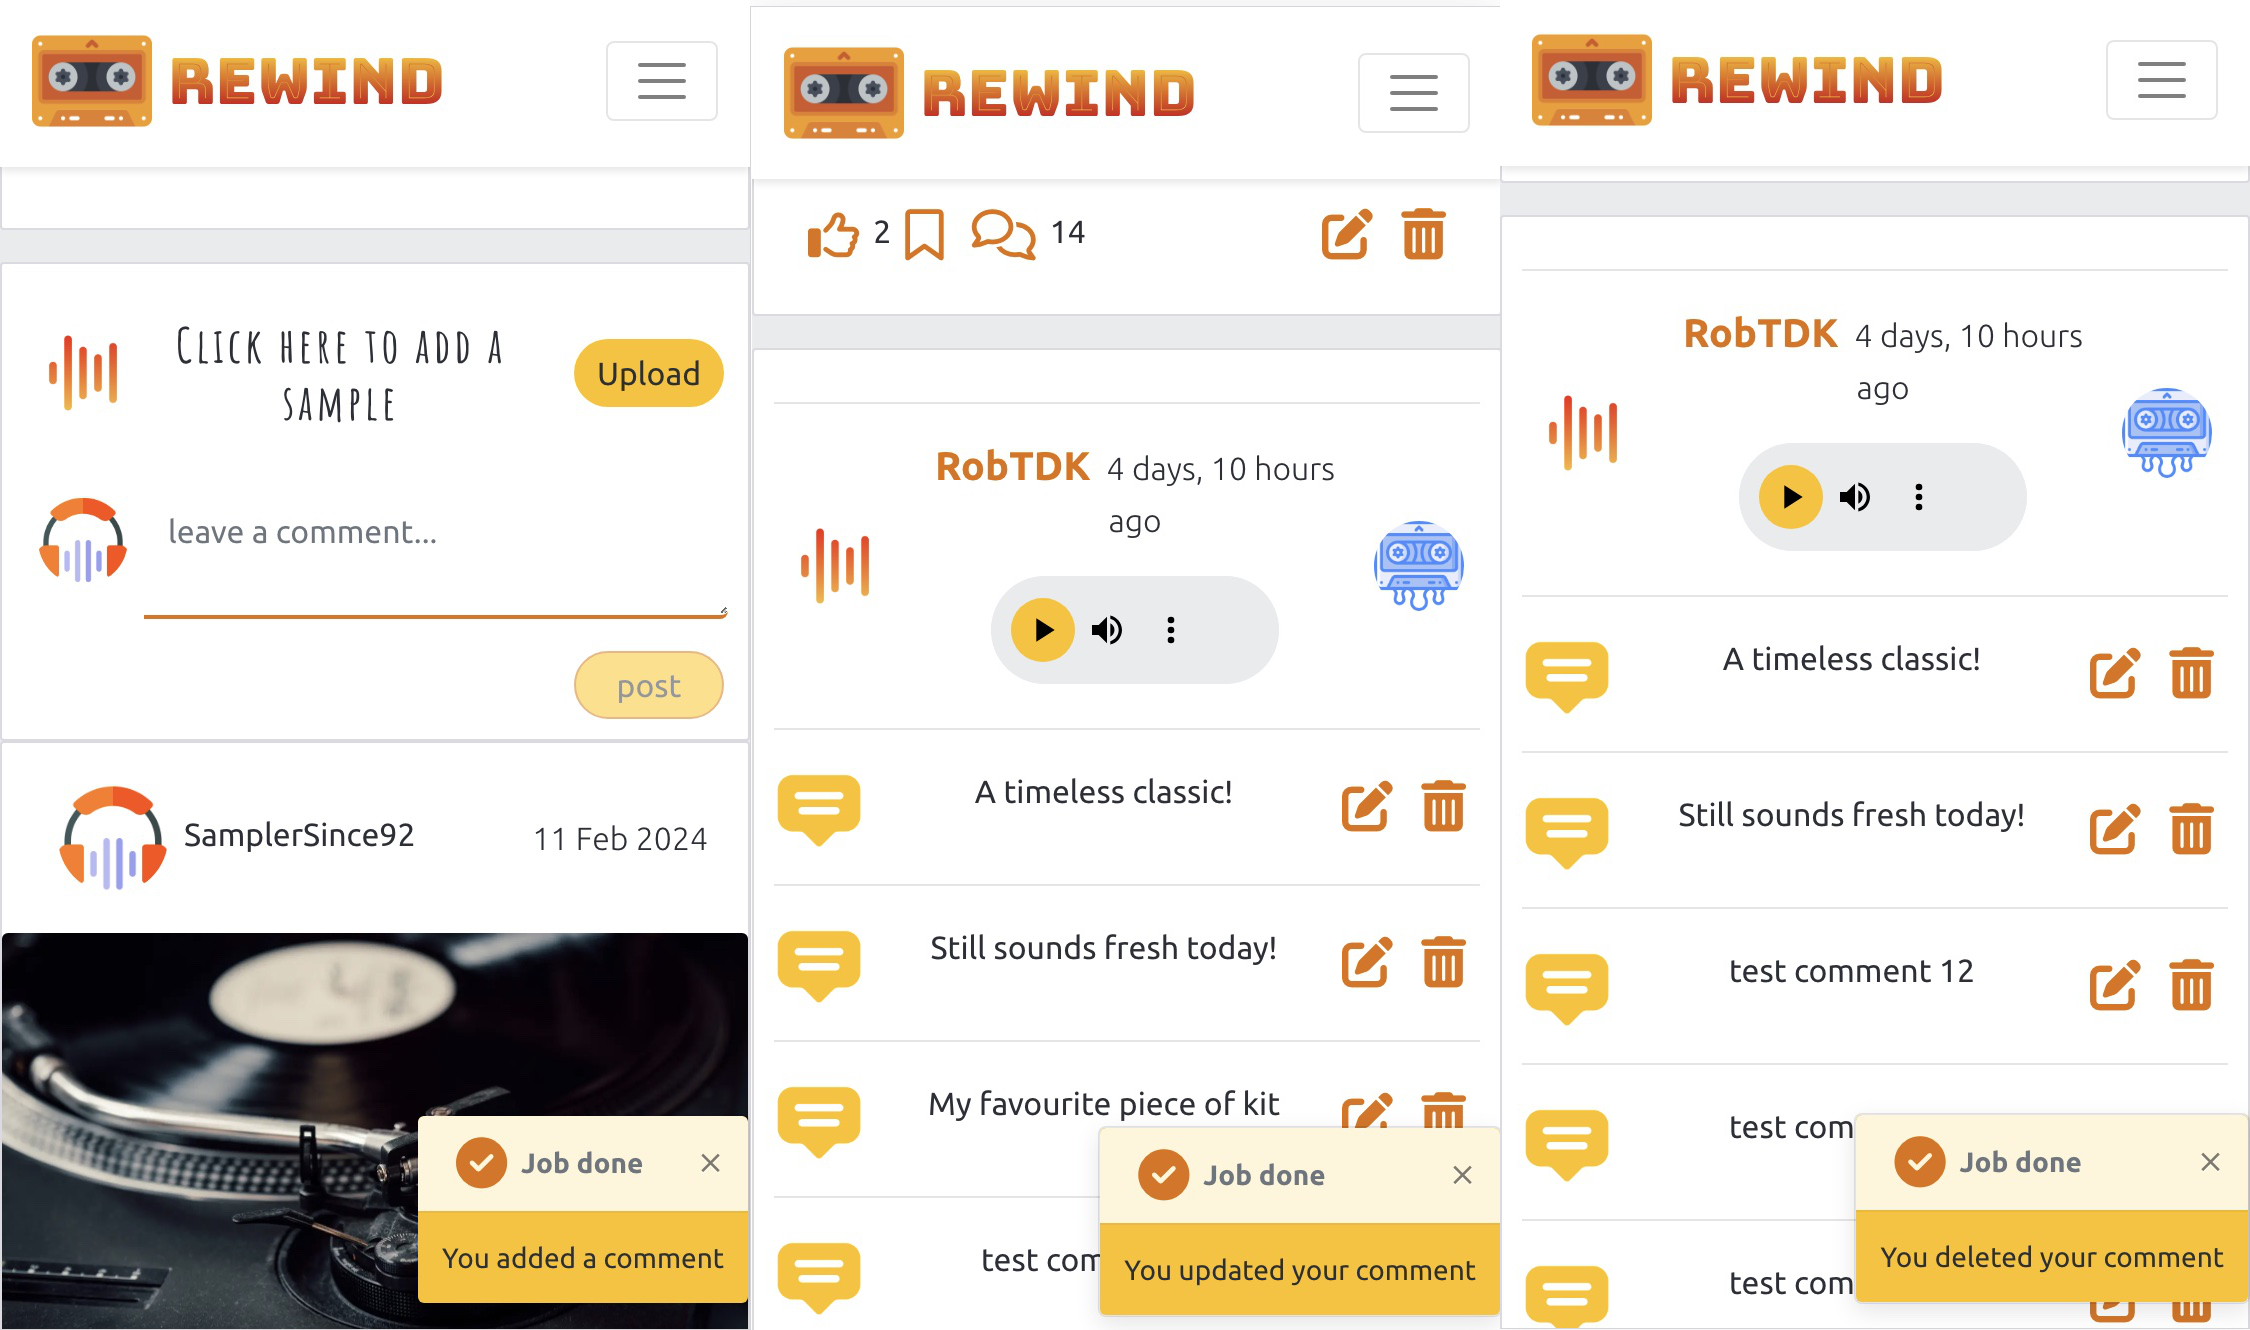 REWIND
Click here to add a
sample
Upload
leave a comment...
post
SamplerSince92
11 Feb 2024
Job done
You added a comment
REWIND
2
14
RobTDK 4 days, 10 hours
ago
A timeless classic!
Still sounds fresh today!
My favourite piece of kit
test com
Job done
You updated your comment
REWIND
RobTDK 4 days, 10 hours
ago
A timeless classic!
Still sounds fresh today!
test comment 12
test com
test com
Job done
You deleted your comment